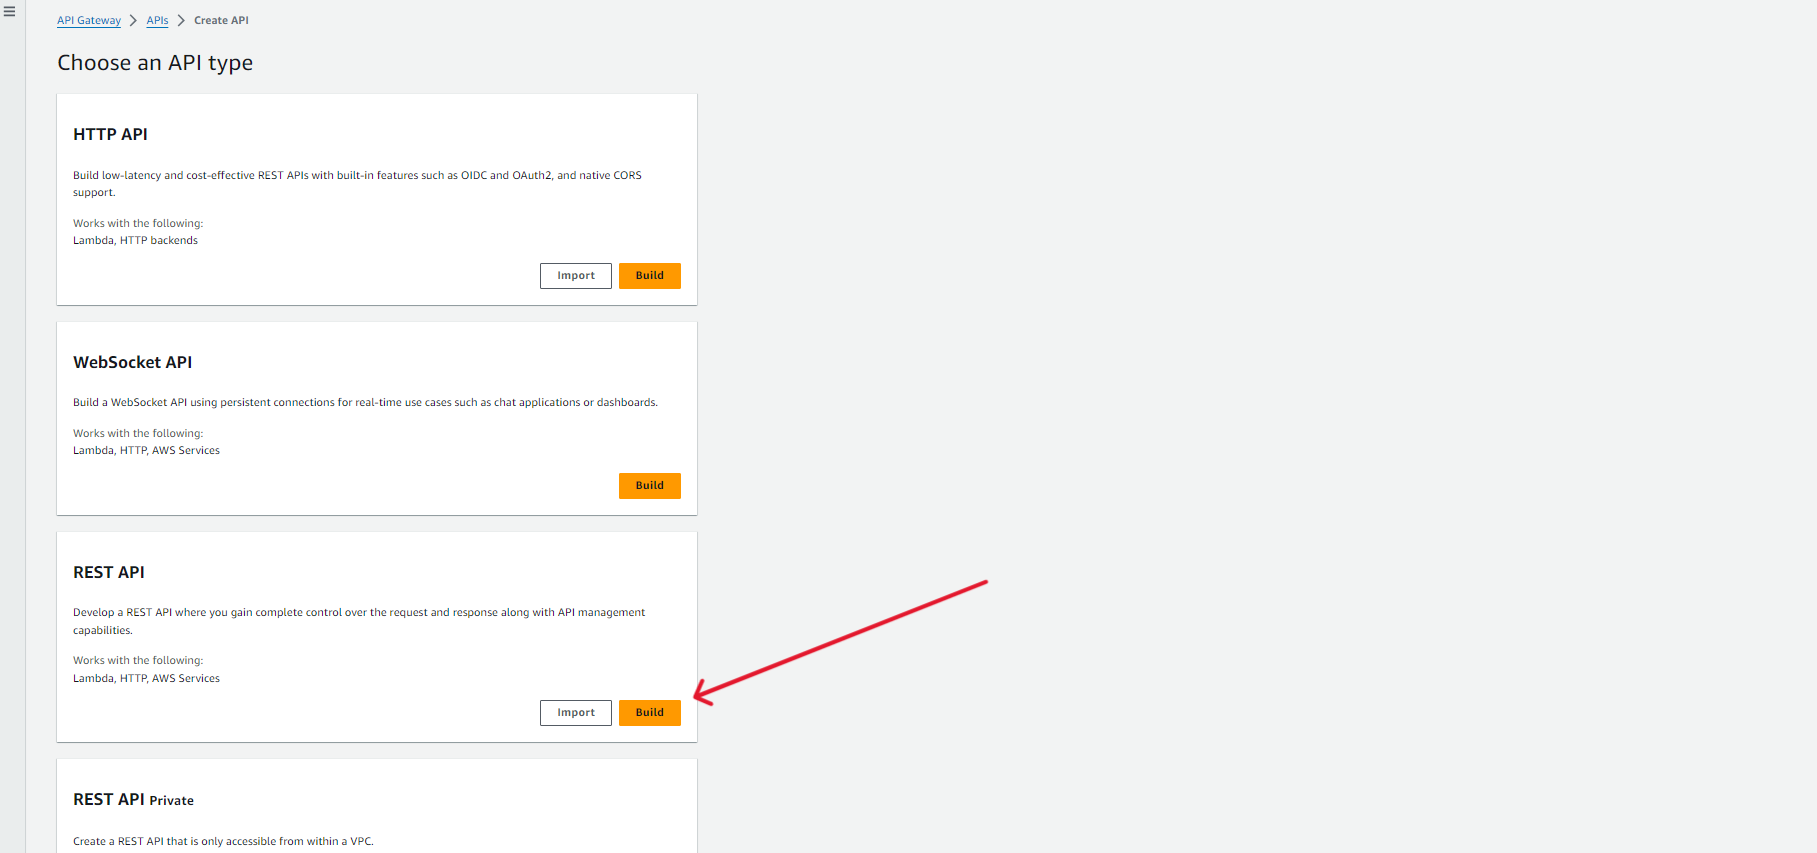 API Gateway > APIs > Create API
Choose an API type
HTTP API
Build low-latency and cost-effective REST APIs with built-in features such as OIDC and OAuth2, and native CORS
support.
Works with the following:
Lambda, HTTP backends
Import Build
WebSocket API
Build a WebSocket API using persistent connections for real-time use cases such as chat applications or dashboards.
Works with the following:
Lambda, HTTP, AWS Services
Build
REST API
Develop a REST API where you gain complete control over the request and response along with API management
capabilities.
Works with the following:
Lambda, HTTP, AWS Services
Import Build
REST API Private
Create a REST API that is only accessible from within a VPC.